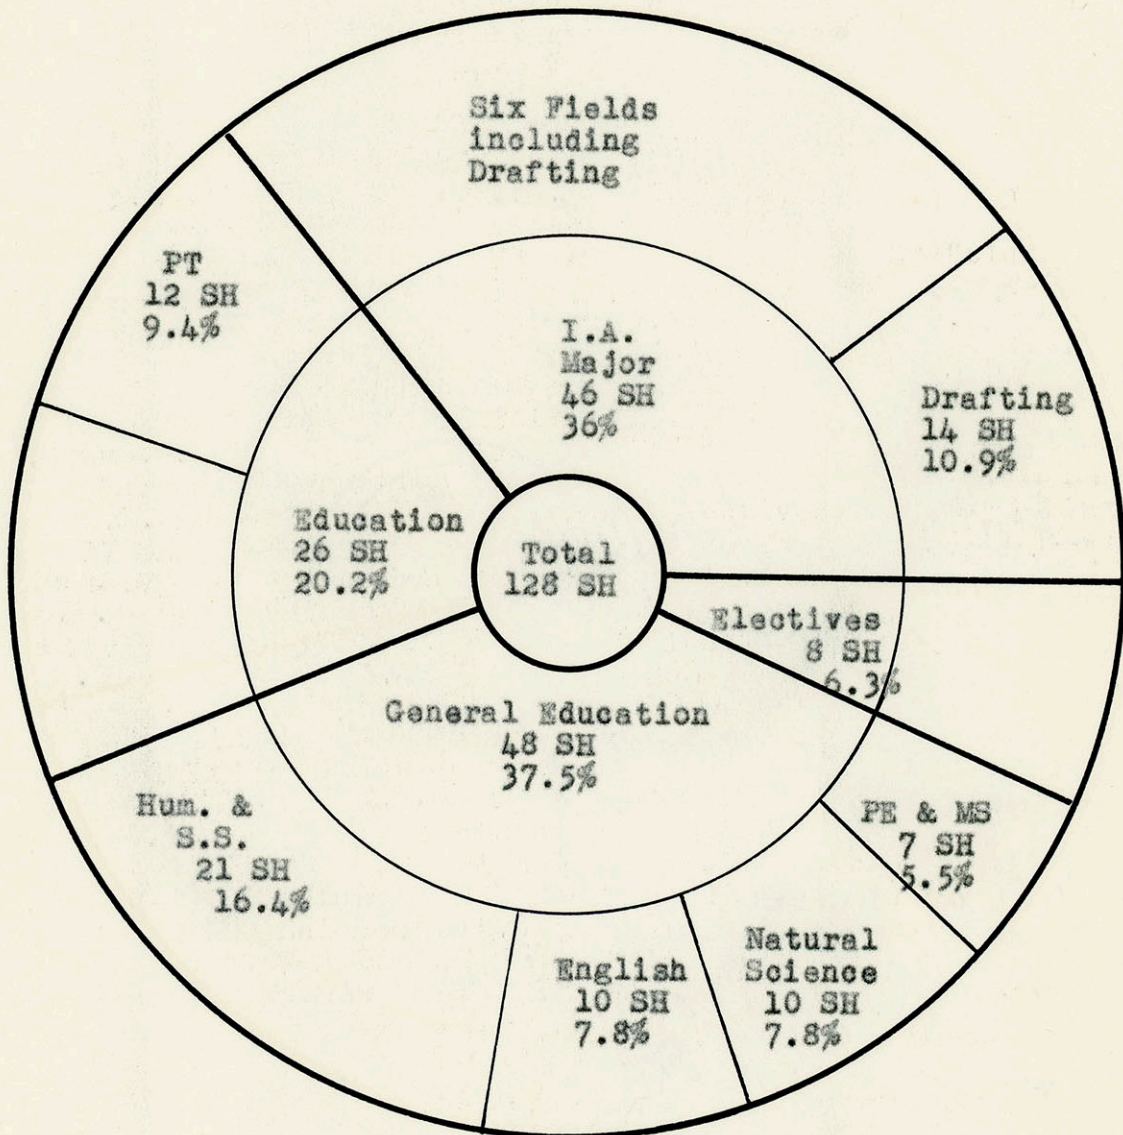 Six Fields
including
Drafting
PT
12 SH
9.4%
I.A.
Major
46 SH
36%
Drafting
14 SH
10.9%
Education
26 SH
20.2%
Total
128 SH
Electives
8 SH
6.3%
General Education
48 SH
37.5%
Hum. &
S.S.
21 SH
16.4%
PE & MS
7 SH
5.5%
English
10 SH
7.8%
Natural
Science
10 SH
7.8%